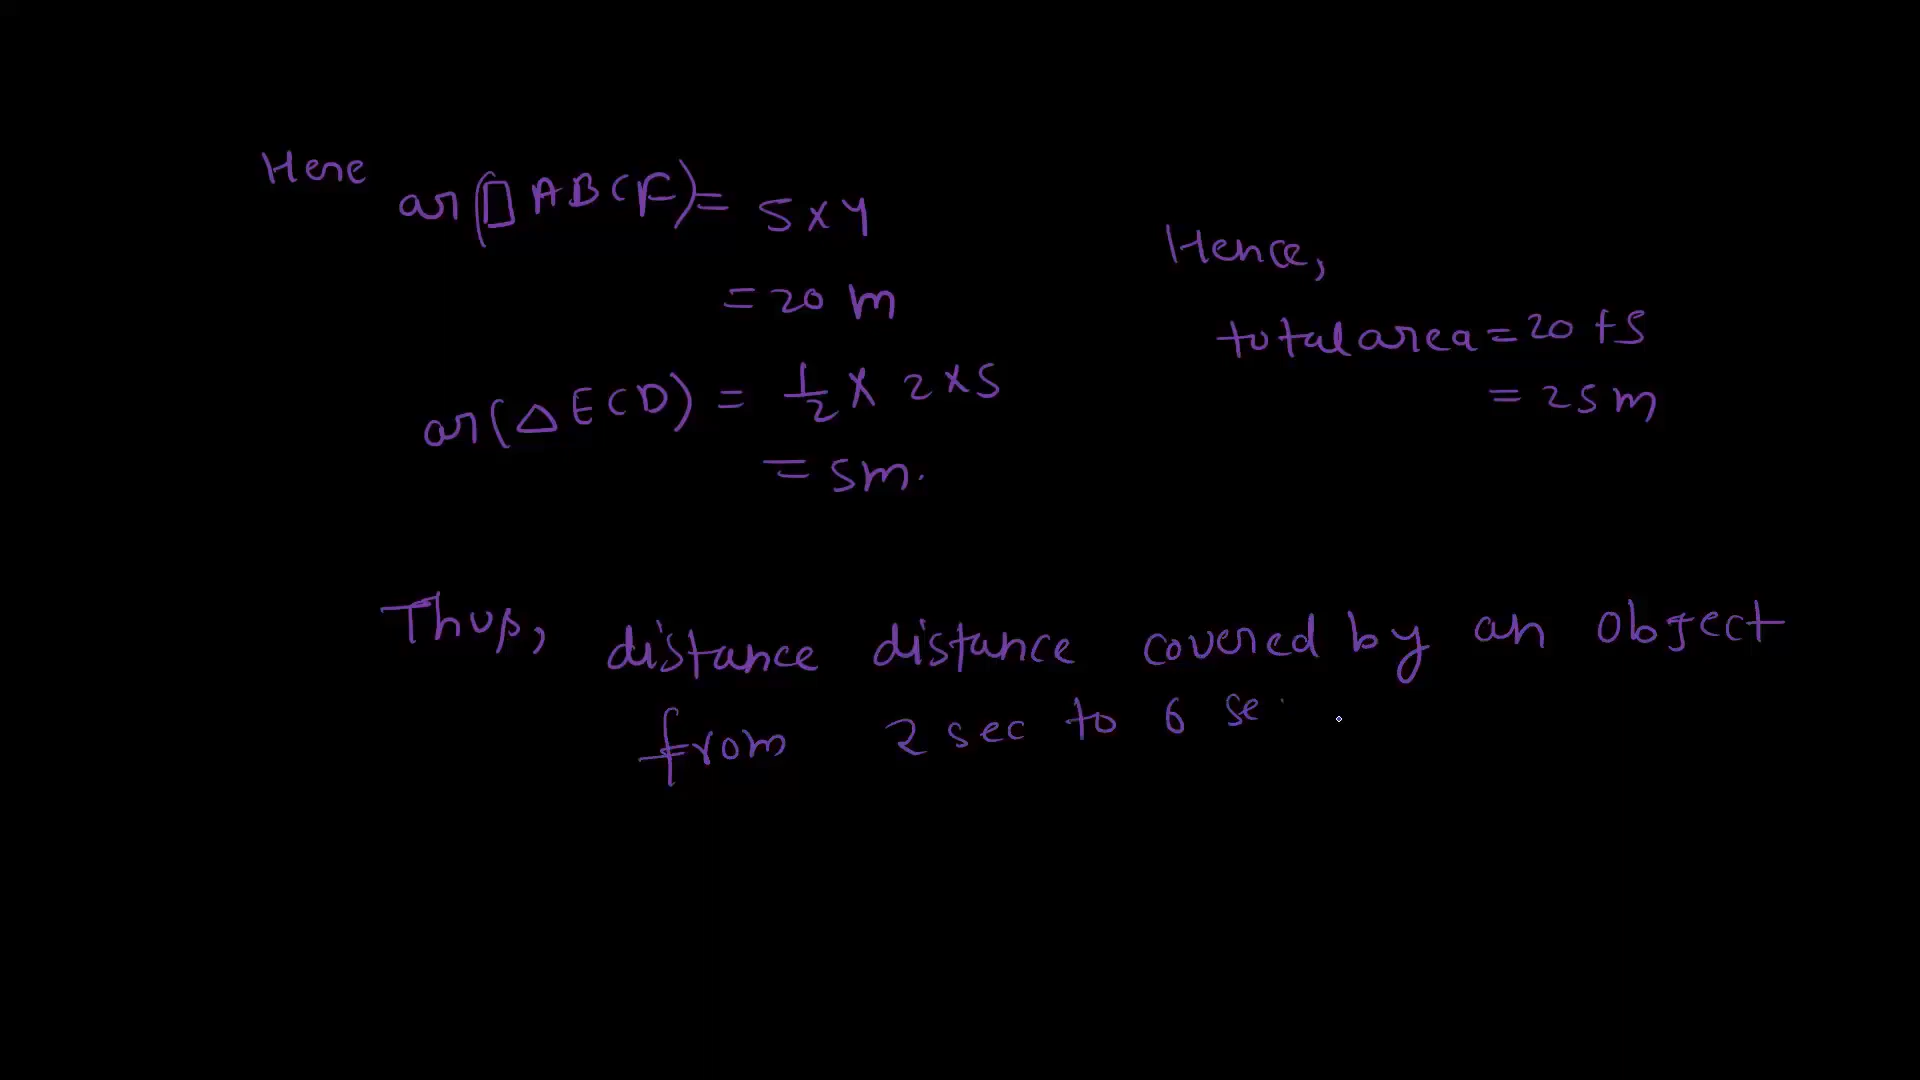 Here ar(▯ABCF) = 5 x 4
= 20 m
ar(△ECD) = 1/2 x 2 x 5
= 5m.
Hence,
total area = 20 + 5
= 25 m
Thus, distance distance covered by an object
from 2 sec to 6 se